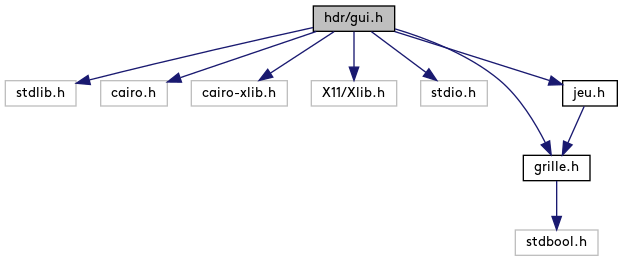 hdr/gui.h
stdlib.h
cairo.h
cairo-xlib.h
X11/Xlib.h
stdio.h
jeu.h
grille.h
stdbool.h